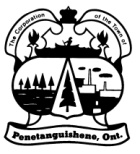 The Corporation
of the Town of
Penetanguishene, Ont.